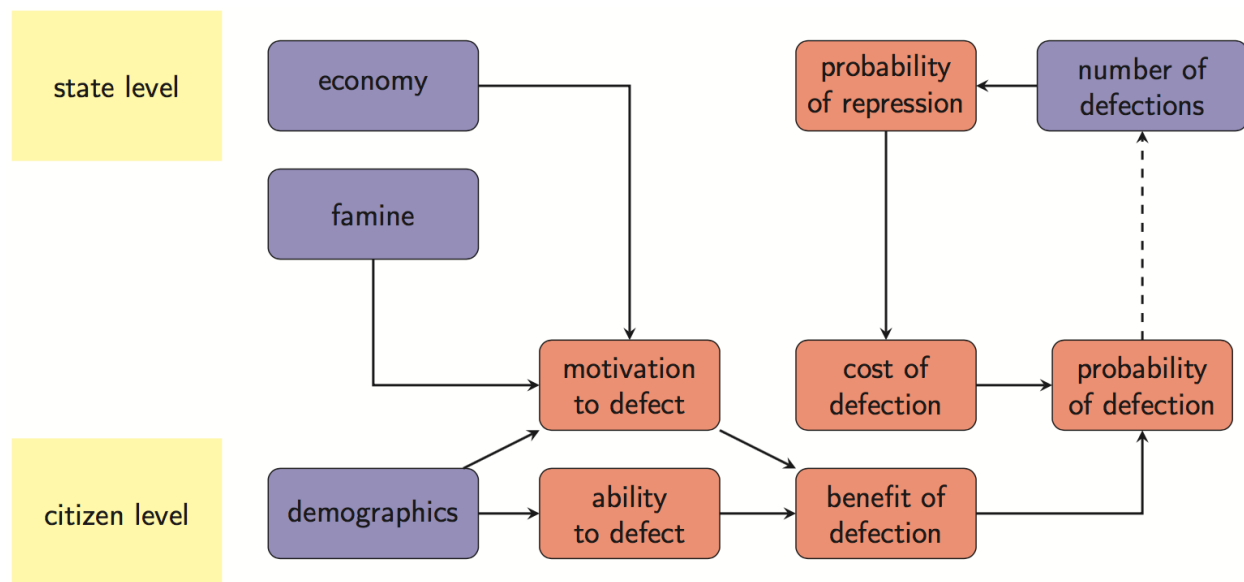 state level
economy
probability
of repression
number of
defections
famine
motivation
to defect
cost of
defection
probability
of defection
citizen level
demographics
ability
to defect
benefit of
defection